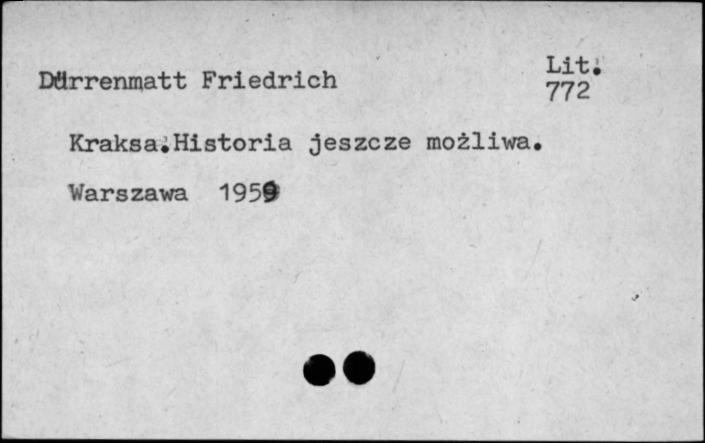 Dürrenmatt Friedrich
Lit.
772
Kraksa.Historia jeszcze możliwa.
Warszawa 1959